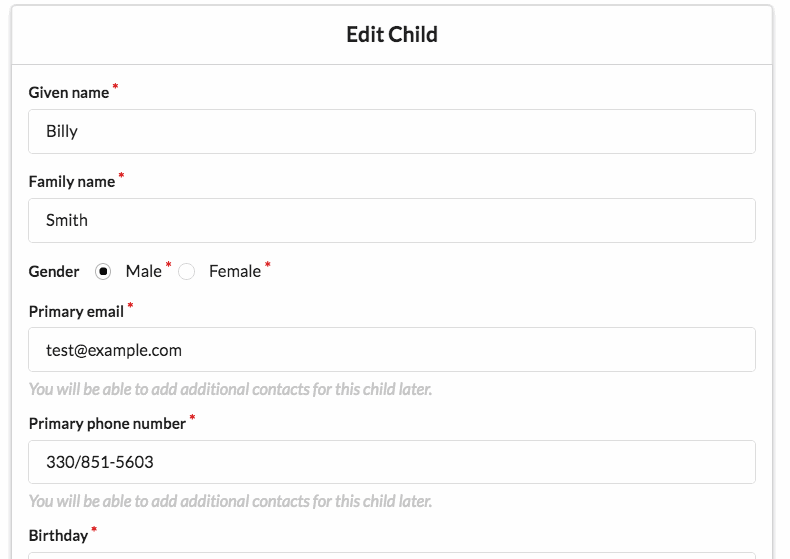 Edit Child
Given name *
Billy
Family name *
Smith
Gender Male * Female *
Primary email *
test@example.com
You will be able to add additional contacts for this child later.
Primary phone number *
330/851-5603
You will be able to add additional contacts for this child later.
Birthday *